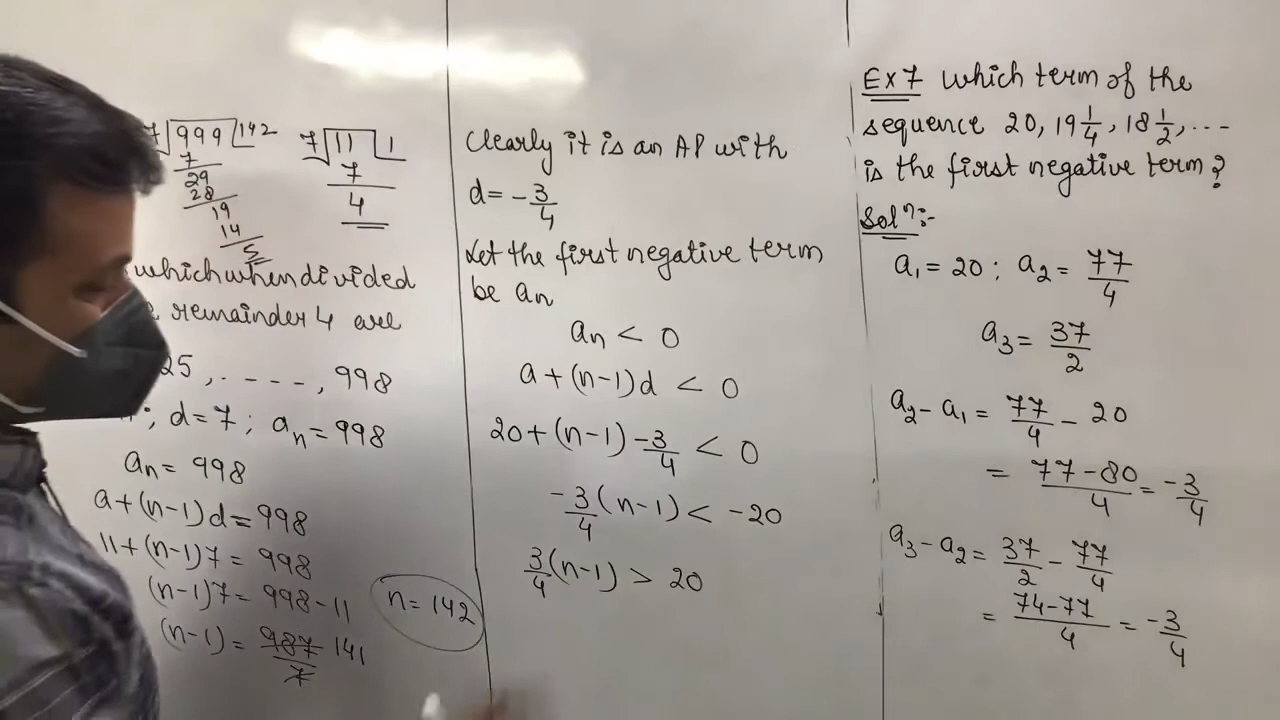 7 999 142
7
29
28
19
14
5
7 11 1
7
4
which when divided
remainder 4 are
25, ----, 998
; d=7; an = 998
an = 998
a+(n-1)d = 998
11+(n-1)7 = 998
(n-1)7 = 998-11
(n-1) = 987/7 141
n = 142
Clearly it is an AP with
d = -3/4
Let the first negative term
be an
an < 0
a+(n-1)d < 0
20+(n-1) -3/4 < 0
-3/4 (n-1) < -20
3/4 (n-1) > 20
Ex 7 which term of the
sequence 20, 19 1/4, 18 1/2, ---
is the first negative term?
Solⁿ:-
a₁ = 20; a₂ = 77/4
a₃ = 37/2
a₂ - a₁ = 77/4 - 20
= 77-80/4 = -3/4
a₃ - a₂ = 37/2 - 77/4
= 74-77/4 = -3/4